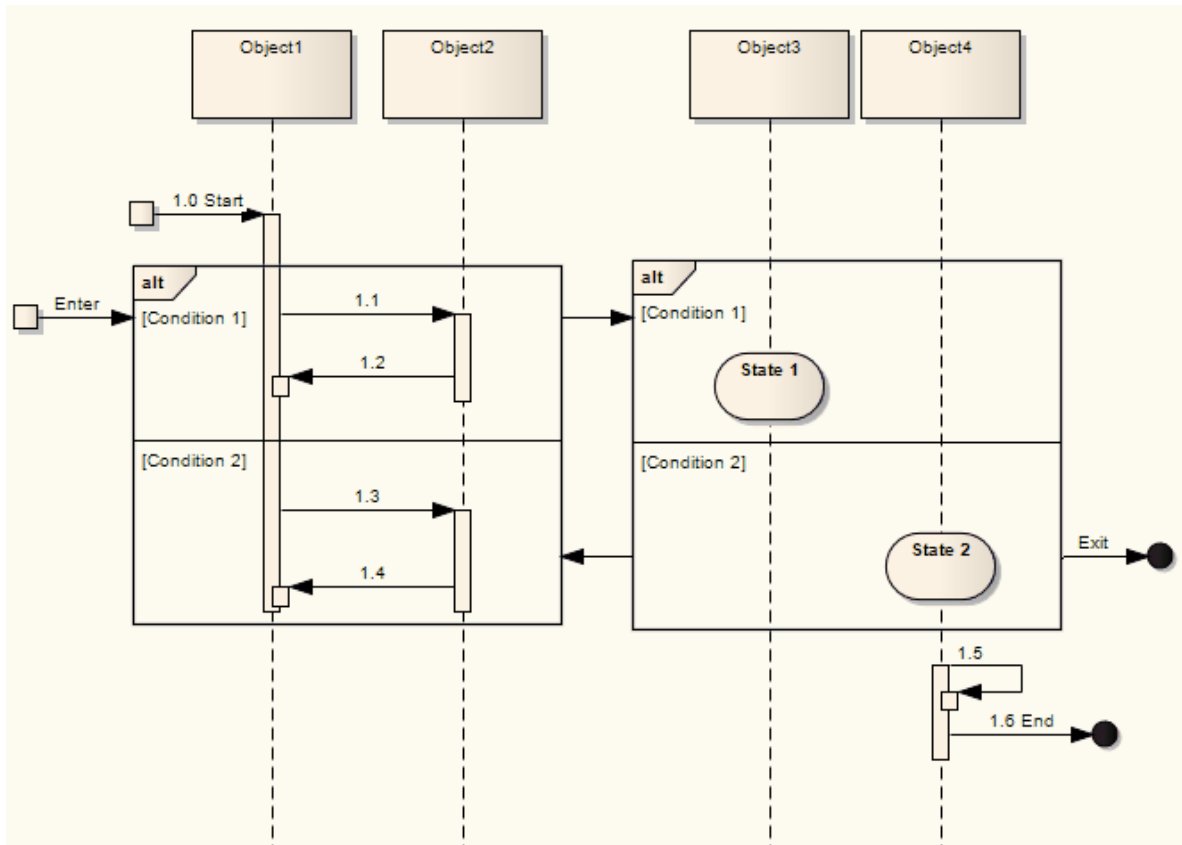 Object1
Object2
Object3
Object4
1.0 Start
alt
alt
Enter
[Condition 1]
1.1
[Condition 1]
1.2
State 1
[Condition 2]
[Condition 2]
1.3
State 2
Exit
1.4
1.5
1.6 End